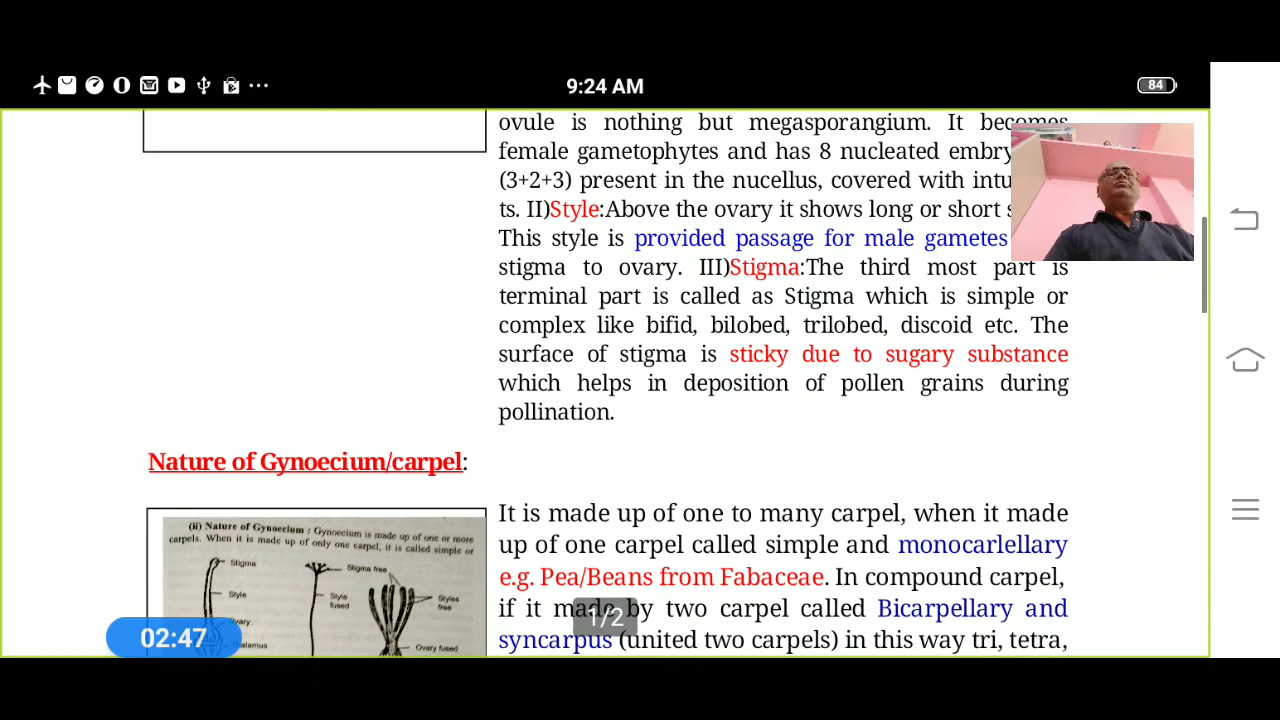 9:24 AM
84
ovule is nothing but megasporangium. It becomes
female gametophytes and has 8 nucleated embry
(3+2+3) present in the nucellus, covered with intu
ts. II)Style:Above the ovary it shows long or short s
This style is provided passage for male gametes
stigma to ovary. III)Stigma:The third most part is
terminal part is called as Stigma which is simple or
complex like bifid, bilobed, trilobed, discoid etc. The
surface of stigma is sticky due to sugary substance
which helps in deposition of pollen grains during
pollination.
Nature of Gynoecium/carpel:
(ii) Nature of Gynoecium : Gynoecium is made up of one or more
carpels. When it is made up of only one carpel, it is called simple or
Stigma
Stigma free
Style
Style
fused
Styles
free
vary
halamus
Ovary fused
It is made up of one to many carpel, when it made
up of one carpel called simple and monocarlellary
e.g. Pea/Beans from Fabaceae. In compound carpel,
if it made by two carpel called Bicarpellary and
syncarpus (united two carpels) in this way tri, tetra,
1/2
02:47